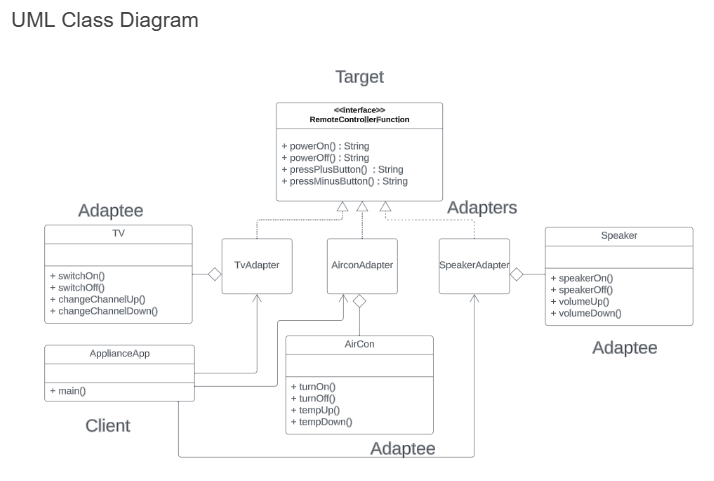 UML Class Diagram
Target
<<interface>>
RemoteControllerFunction
+ powerOn() : String
+ powerOff() : String
+ pressPlusButton() : String
+ pressMinusButton() : String
Adaptee
Adapters
TV
+ switchOn()
+ switchOff()
+ changeChannelUp()
+ changeChannelDown()
TvAdapter
AirconAdapter
SpeakerAdapter
Speaker
+ speakerOn()
+ speakerOff()
+ volumeUp()
+ volumeDown()
Adaptee
ApplianceApp
+ main()
Client
AirCon
+ turnOn()
+ turnOff()
+ tempUp()
+ tempDown()
Adaptee